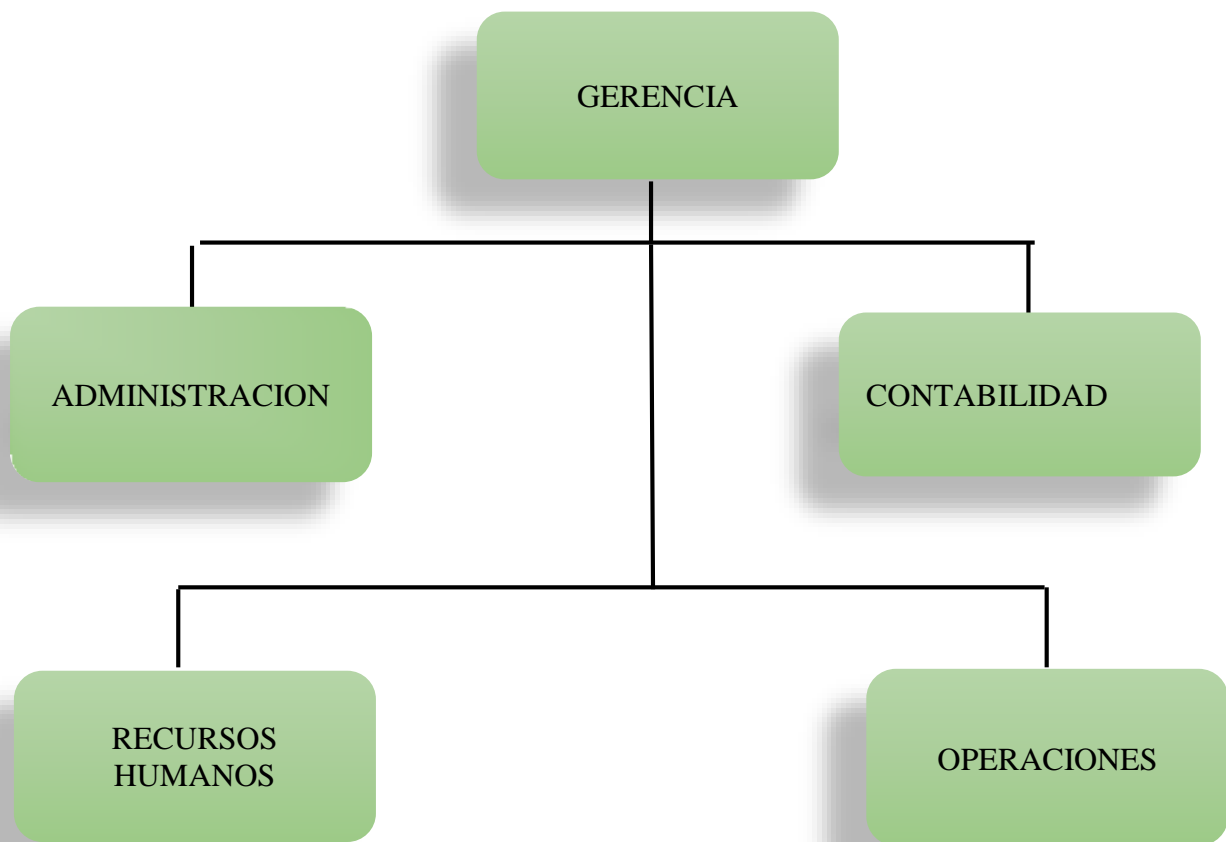 GERENCIA
ADMINISTRACION
CONTABILIDAD
RECURSOS
HUMANOS
OPERACIONES